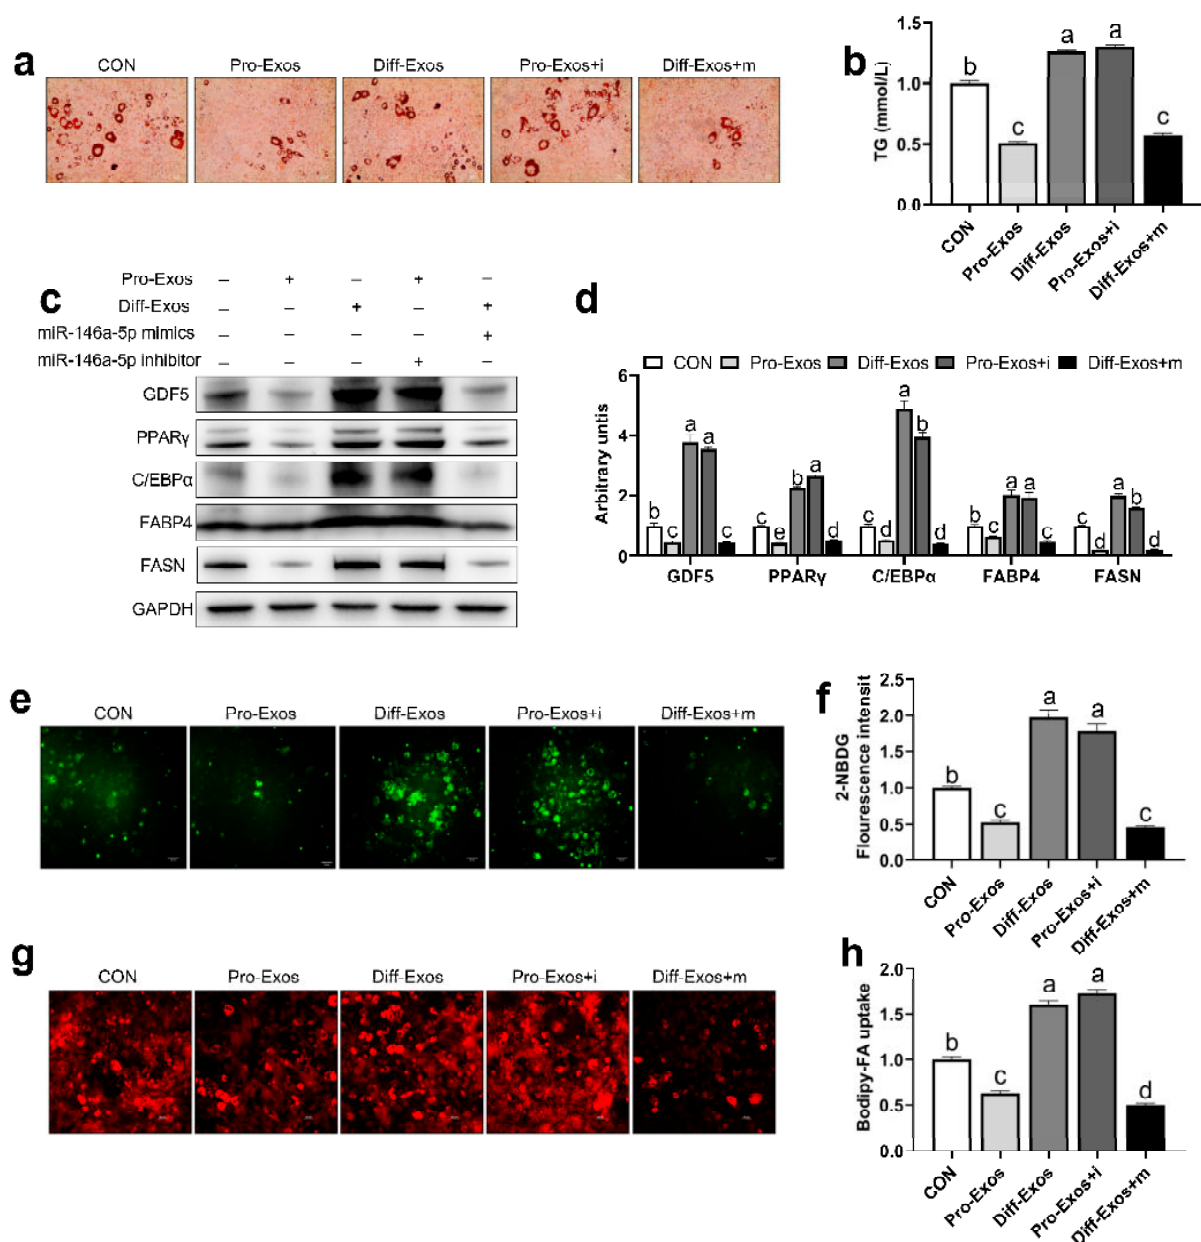 a
CON Pro-Exos Diff-Exos Pro-Exos+i Diff-Exos+m
b
TG (mmol/L)
1.5
1.0
0.5
0.0
b c a a c
CON Pro-Exos Diff-Exos Pro-Exos+i Diff-Exos+m
c
Pro-Exos – + – + –
Diff-Exos – – + – +
miR-146a-5p mimics – – – – +
miR-146a-5p inhibitor – – – + –
GDF5
PPARγ
C/EBPα
FABP4
FASN
GAPDH
d
CON Pro-Exos Diff-Exos Pro-Exos+i Diff-Exos+m
Arbitrary untis
6
4
2
0
b c a a c
c e b a d
c d a b d
b c a a d
c d a b d
GDF5 PPARγ C/EBPα FABP4 FASN
e
CON Pro-Exos Diff-Exos Pro-Exos+i Diff-Exos+m
f
2-NBDG
Flourescence intensit
2.5
2.0
1.5
1.0
0.5
0.0
b c a a c
CON Pro-Exos Diff-Exos Pro-Exos+i Diff-Exos+m
g
CON Pro-Exos Diff-Exos Pro-Exos+i Diff-Exos+m
h
Bodipy-FA uptake
2.0
1.5
1.0
0.5
0.0
b c a a d
CON Pro-Exos Diff-Exos Pro-Exos+i Diff-Exos+m